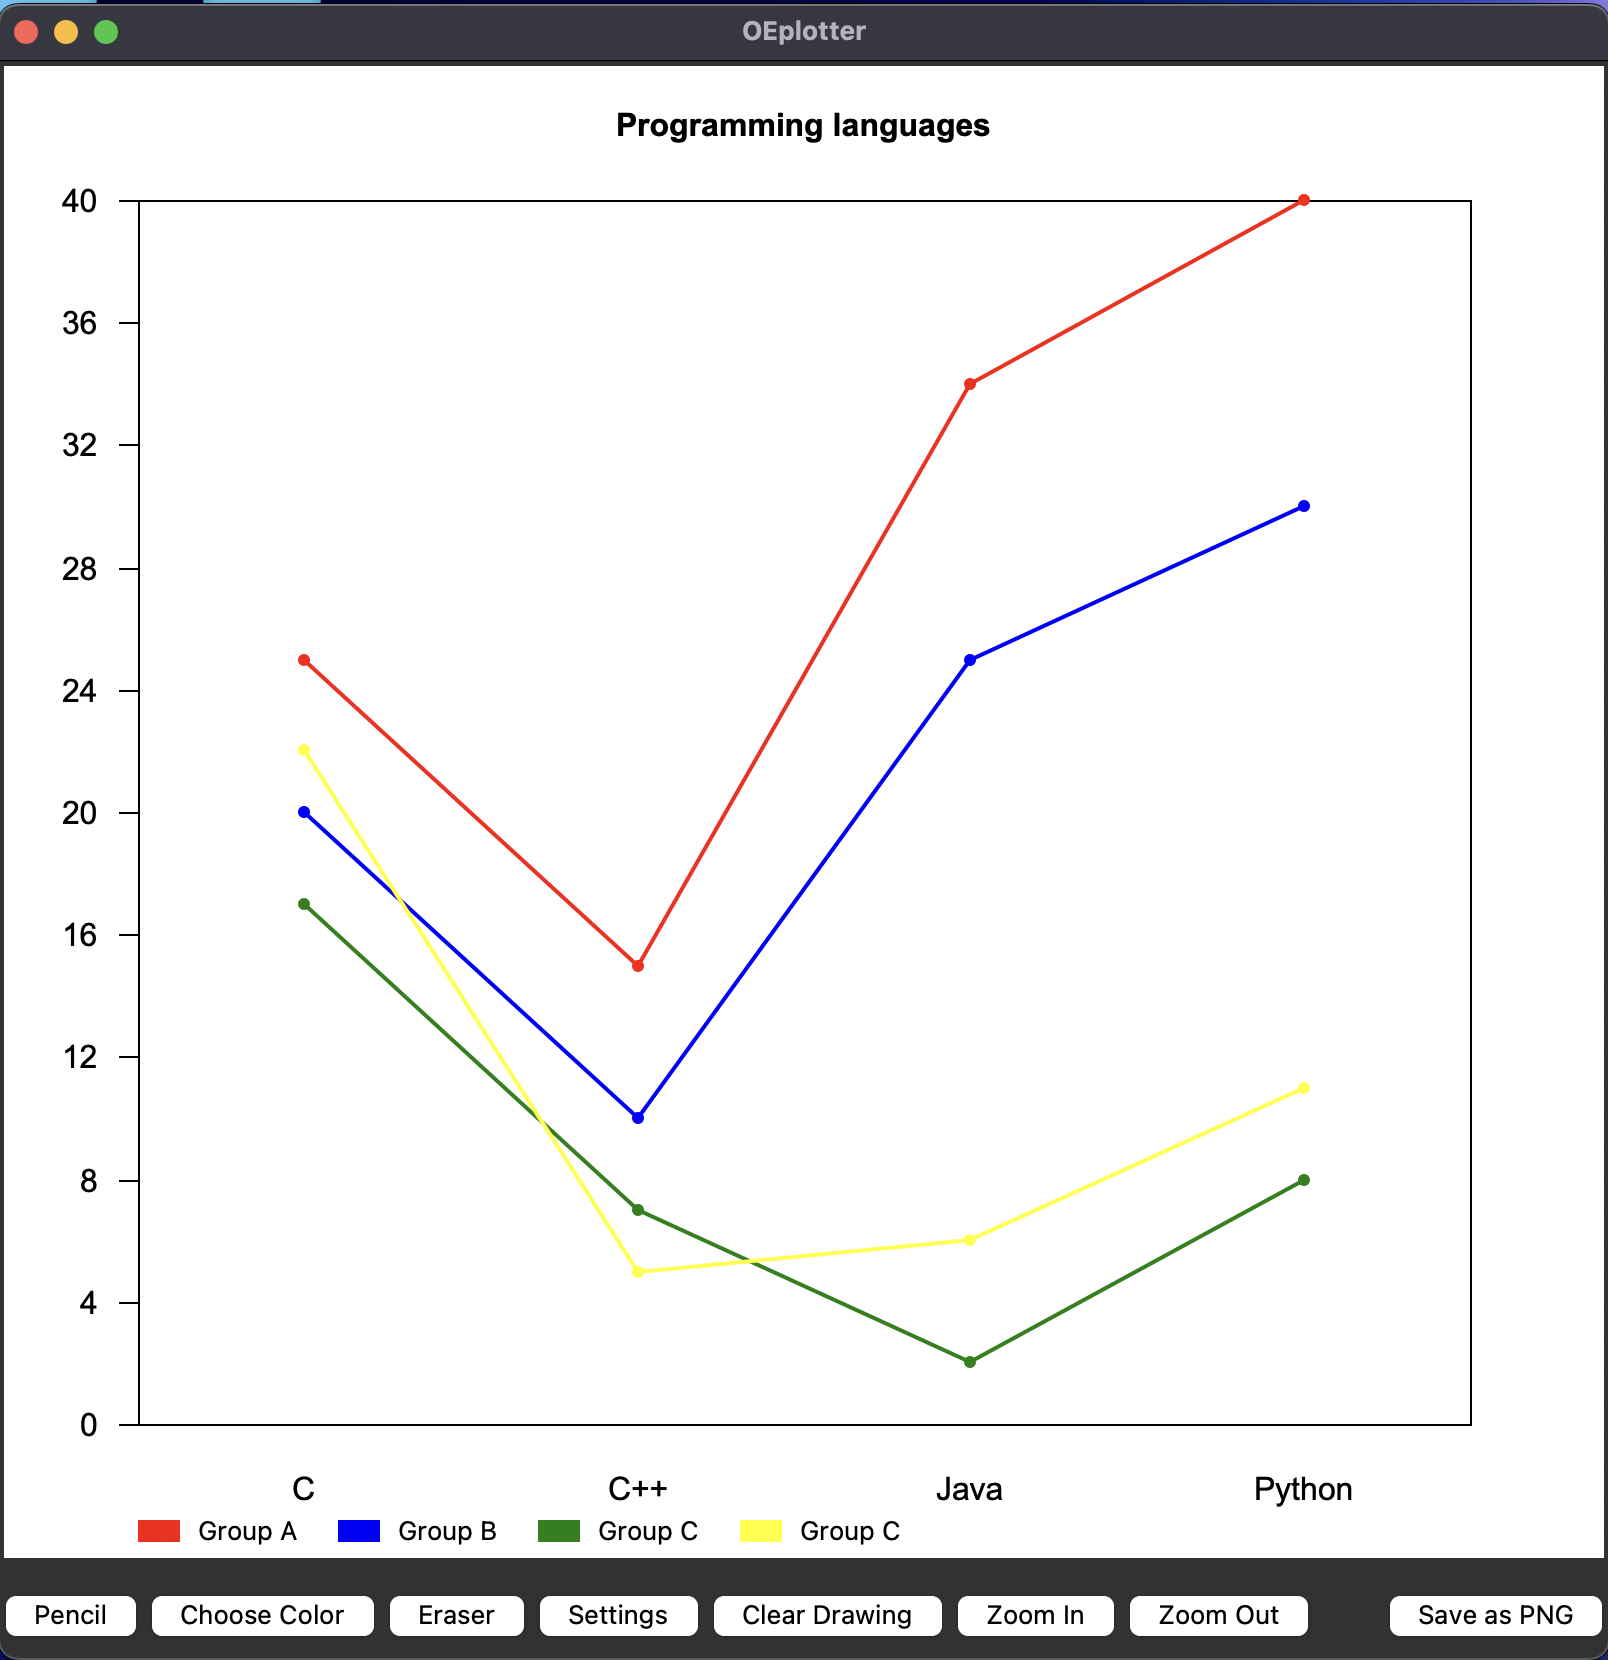 OEplotter
Programming languages
40
36
32
28
24
20
16
12
8
4
0
C C++ Java Python
Group A Group B Group C Group C
Pencil Choose Color Eraser Settings Clear Drawing Zoom In Zoom Out Save as PNG